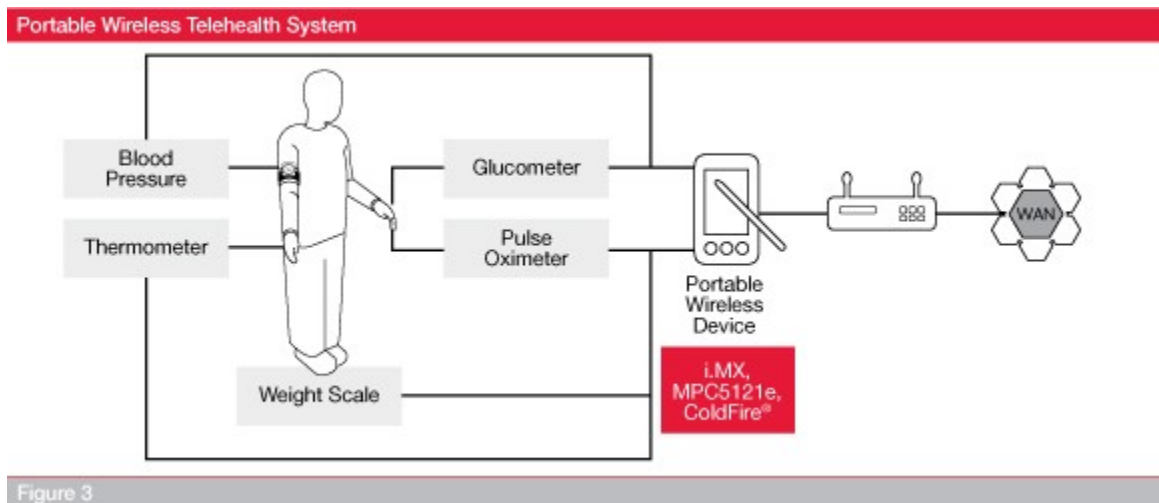 Portable Wireless Telehealth System
Blood
Pressure
Thermometer
Weight Scale
Glucometer
Pulse
Oximeter
Portable
Wireless
Device
i.MX,
MPC5121e,
ColdFire®
WAN
Figure 3